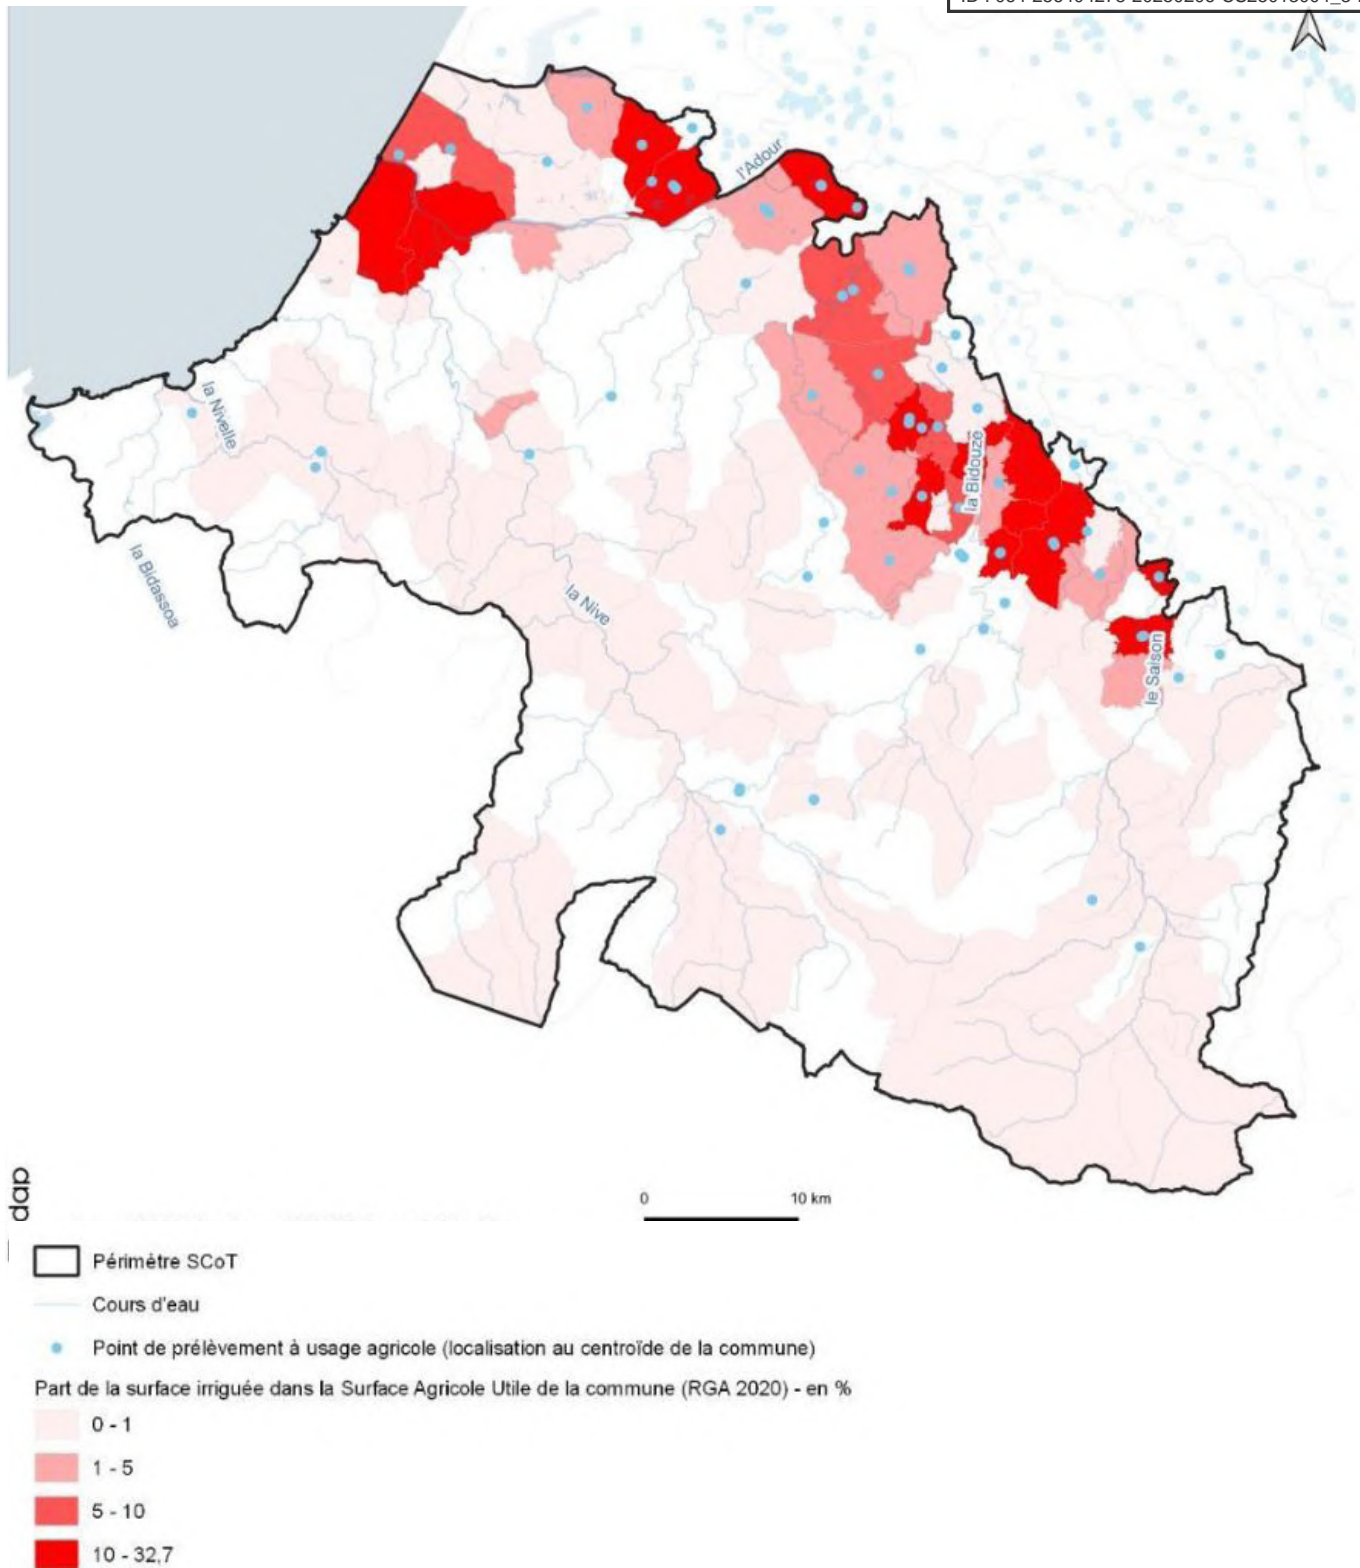 l'Adour
la Nivelle
la Bidouze
la Bidassoa
la Nive
le Saison
dap
0 10 km
Périmètre SCoT
Cours d'eau
Point de prélèvement à usage agricole (localisation au centroïde de la commune)
Part de la surface irriguée dans la Surface Agricole Utile de la commune (RGA 2020) - en %
0 - 1
1 - 5
5 - 10
10 - 32,7